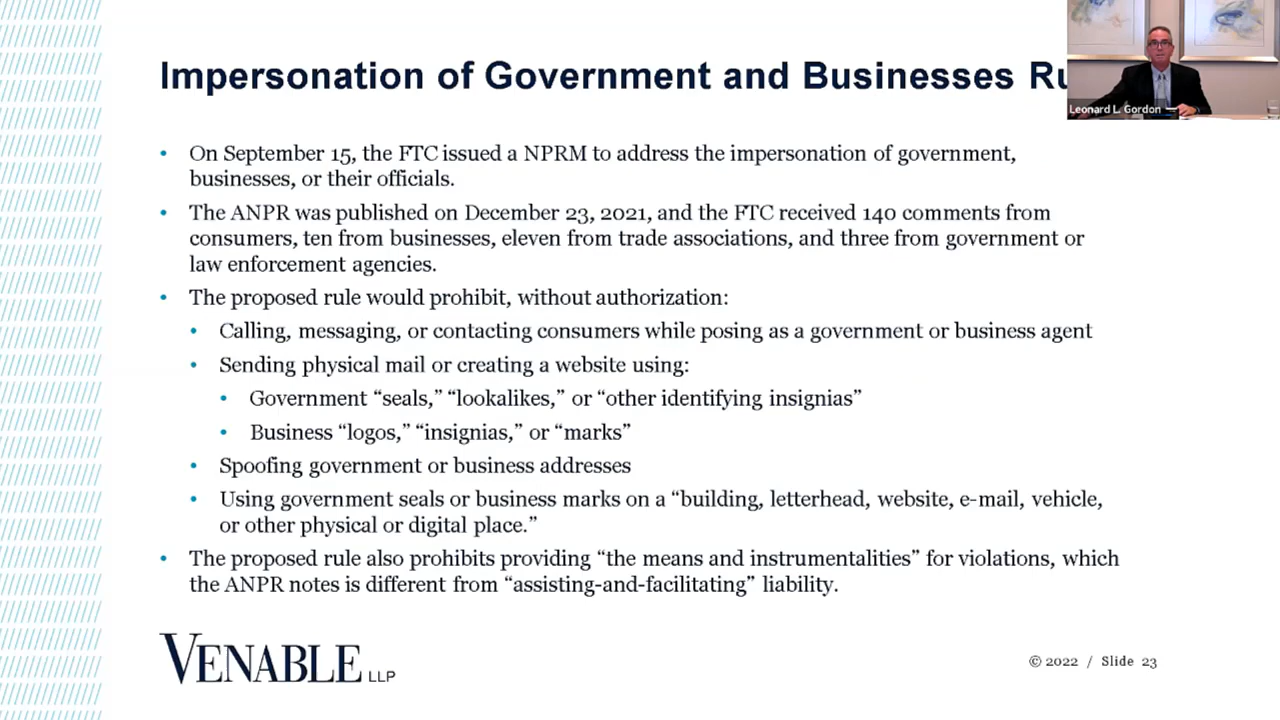 Impersonation of Government and Businesses
Leonard L. Gordon
• On September 15, the FTC issued a NPRM to address the impersonation of government,
businesses, or their officials.
• The ANPR was published on December 23, 2021, and the FTC received 140 comments from
consumers, ten from businesses, eleven from trade associations, and three from government or
law enforcement agencies.
• The proposed rule would prohibit, without authorization:
• Calling, messaging, or contacting consumers while posing as a government or business agent
• Sending physical mail or creating a website using:
• Government “seals,” “lookalikes,” or “other identifying insignias”
• Business “logos,” “insignias,” or “marks”
• Spoofing government or business addresses
• Using government seals or business marks on a “building, letterhead, website, e-mail, vehicle,
or other physical or digital place.”
• The proposed rule also prohibits providing “the means and instrumentalities” for violations, which
the ANPR notes is different from “assisting-and-facilitating” liability.
VENABLE LLP
© 2022 / Slide 23